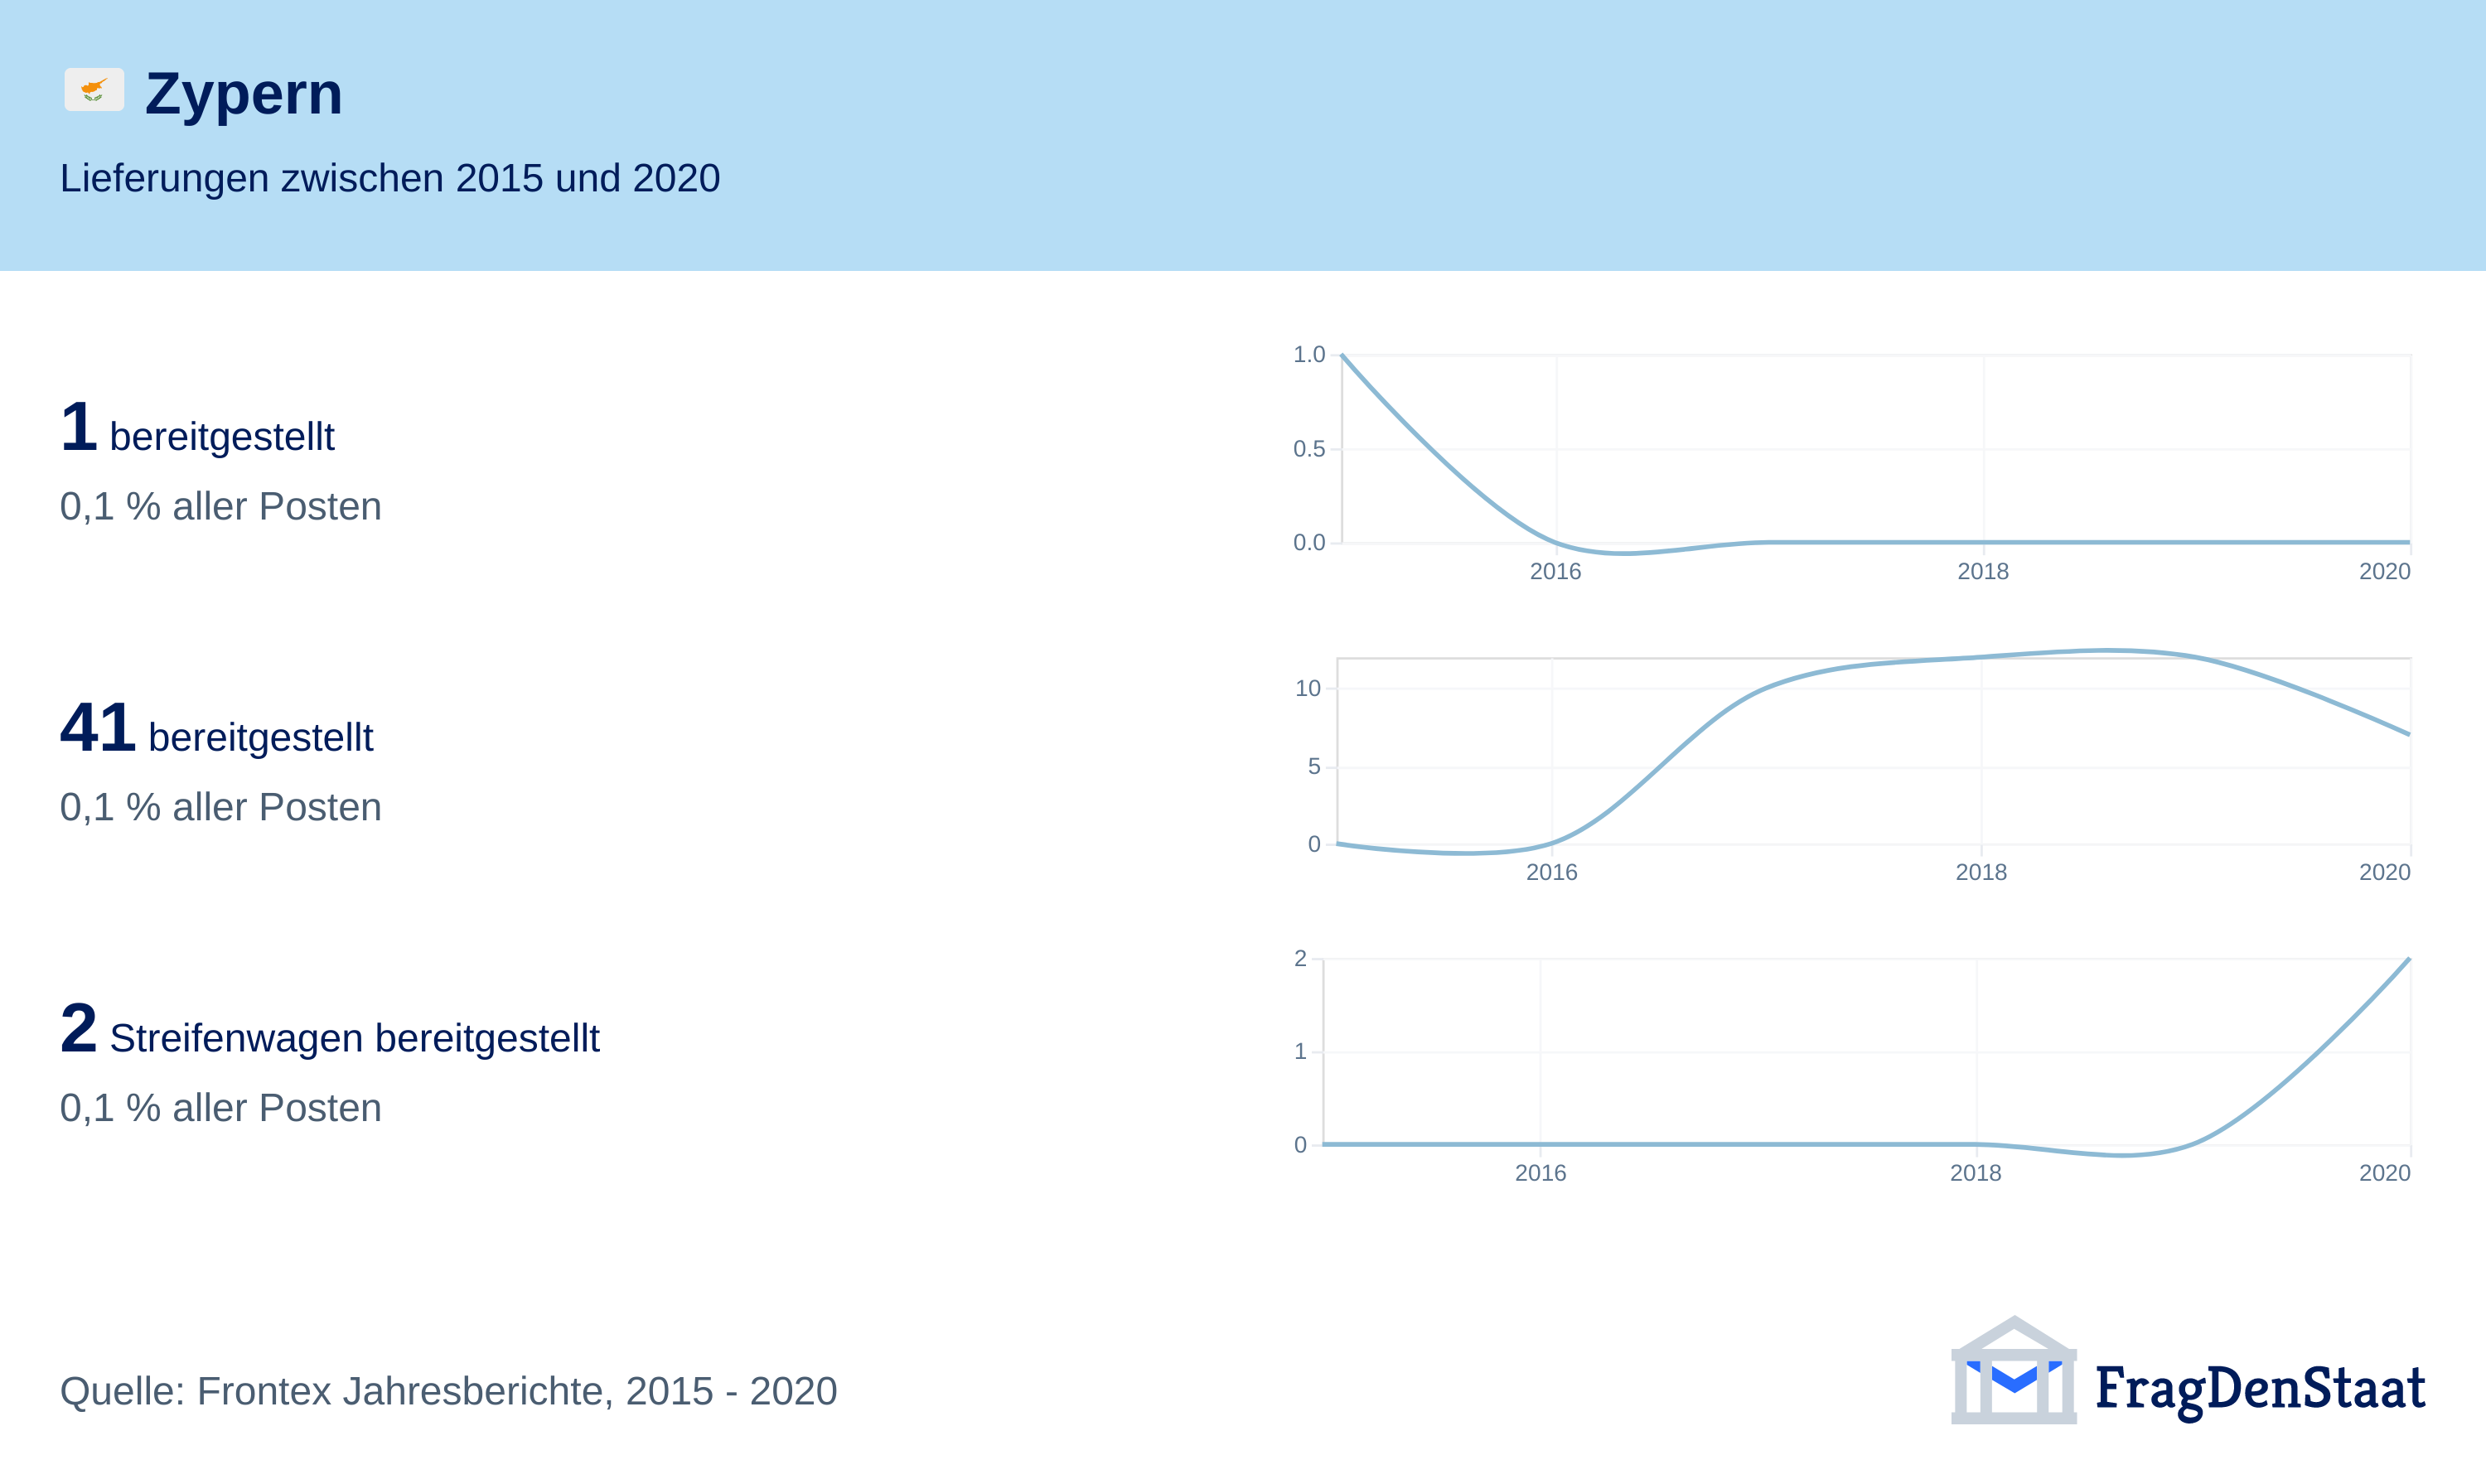 Zypern
Lieferungen zwischen 2015 und 2020
1 bereitgestellt
0,1 % aller Posten
1.0
0.5
0.0
2016 2018 2020
41 bereitgestellt
0,1 % aller Posten
10
5
0
2016 2018 2020
2 Streifenwagen bereitgestellt
0,1 % aller Posten
2
1
0
2016 2018 2020
Quelle: Frontex Jahresberichte, 2015 - 2020
FragDenStaat